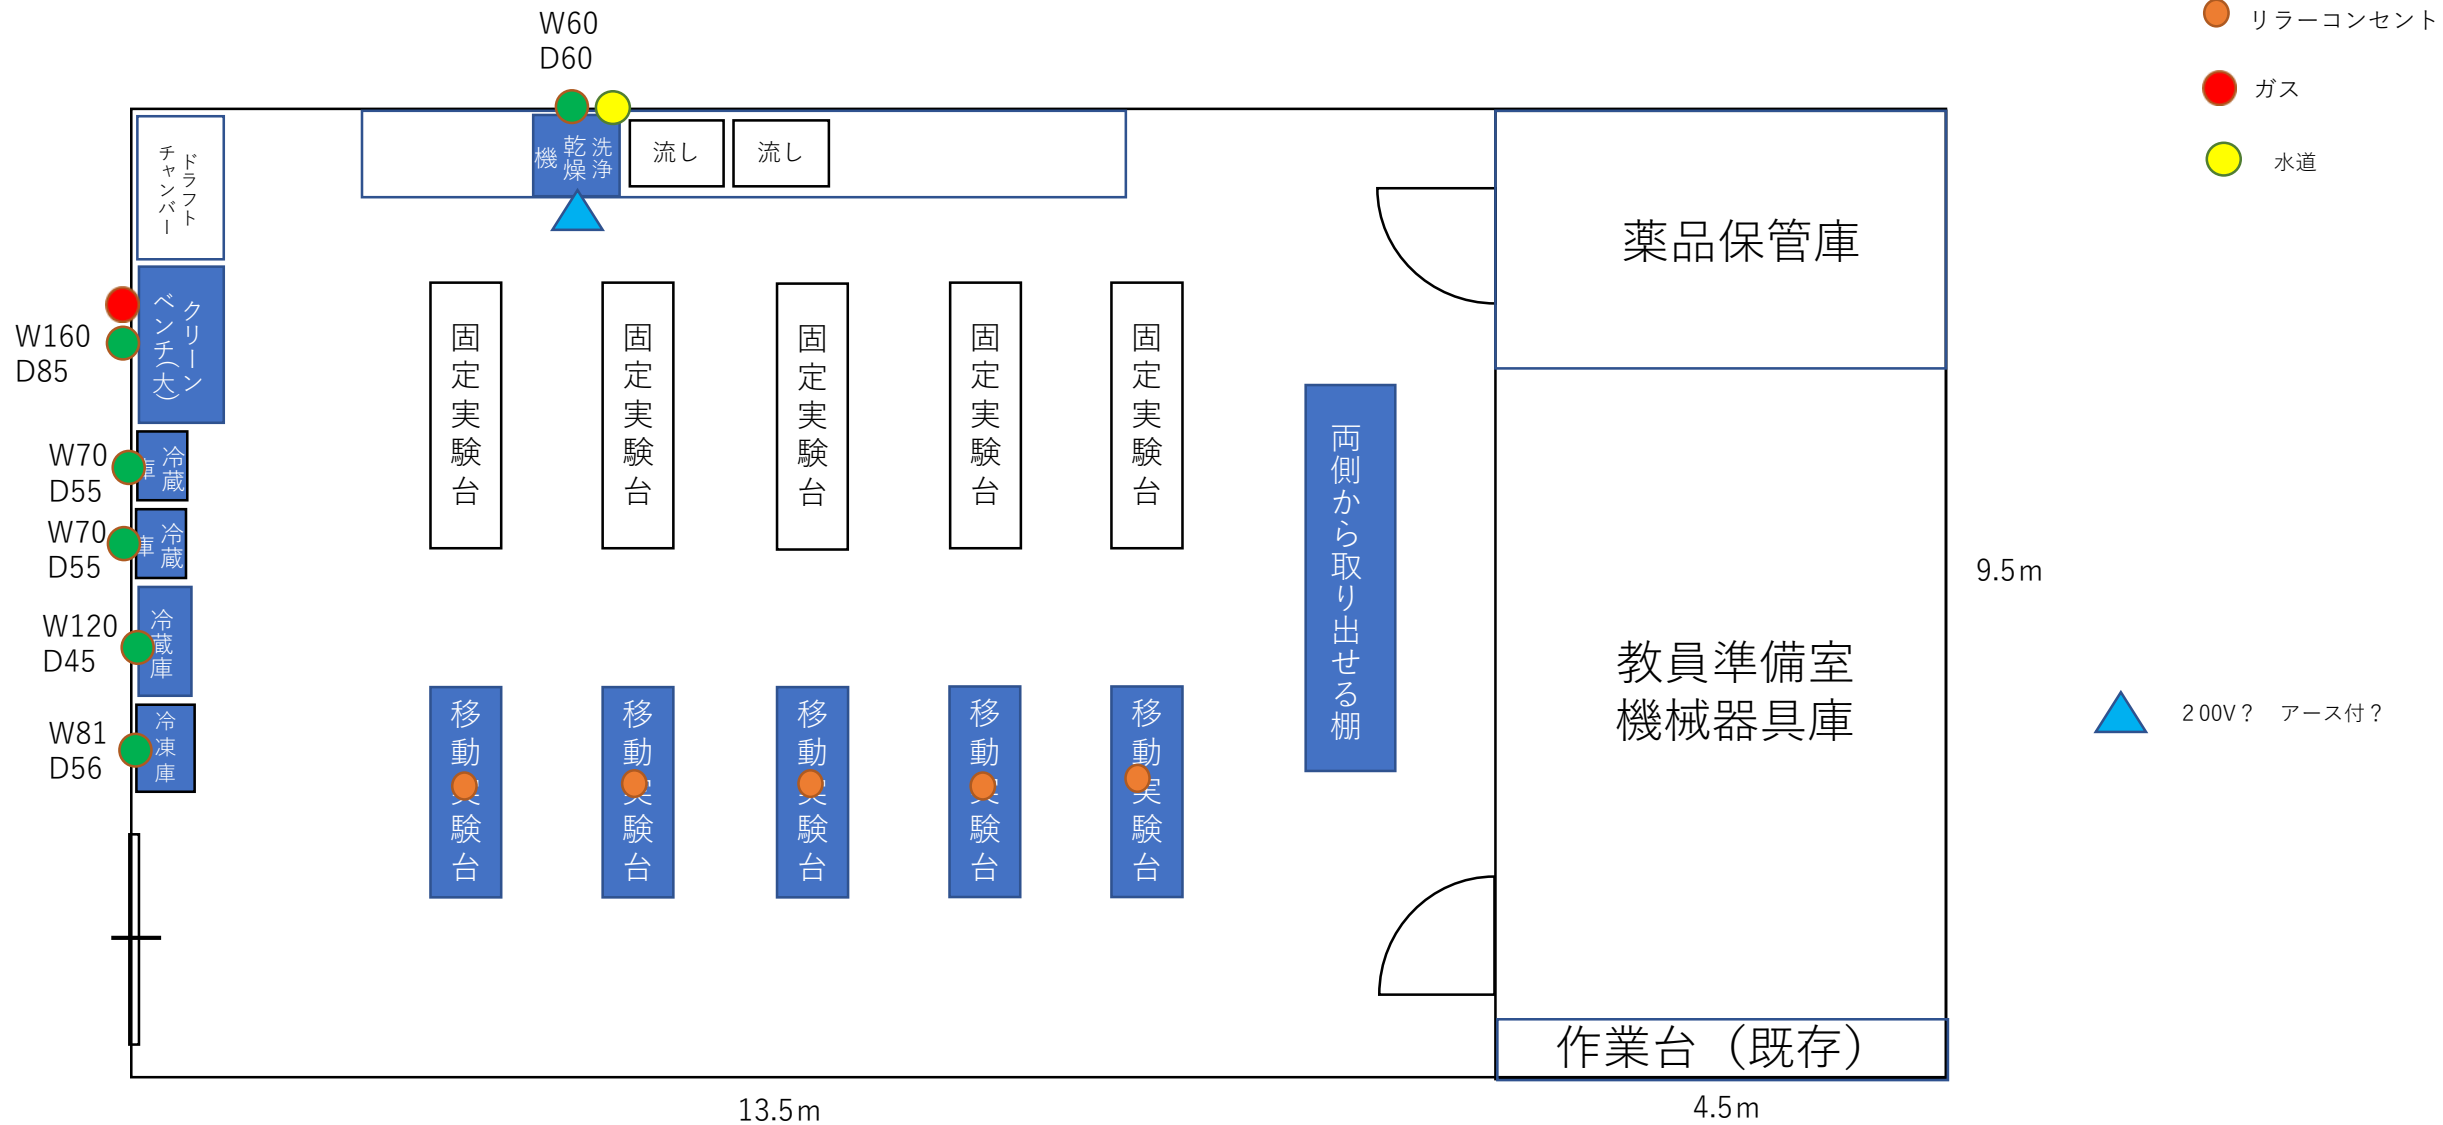 W60
D60
リラーコンセント
ガス
水道
洗浄
乾燥
機
流し
流し
ドラフト
チャンバー
クリーン
ベンチ(大)
W160
D85
W70
D55
冷蔵
庫
W70
D55
冷蔵
庫
W120
D45
冷蔵庫
W81
D56
冷凍庫
固定実験台
固定実験台
固定実験台
固定実験台
固定実験台
移動実験台
移動実験台
移動実験台
移動実験台
移動実験台
両側から取り出せる棚
薬品保管庫
教員準備室
機械器具庫
作業台（既存）
9.5m
200V？　アース付？
13.5m
4.5m